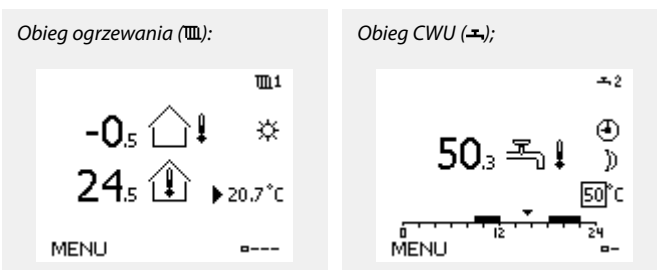 Obieg ogrzewania ():
1
-0.5
24.5
20.7°C
MENU
Obieg CWU ();
2
50.3
50°C
0 12 24
MENU